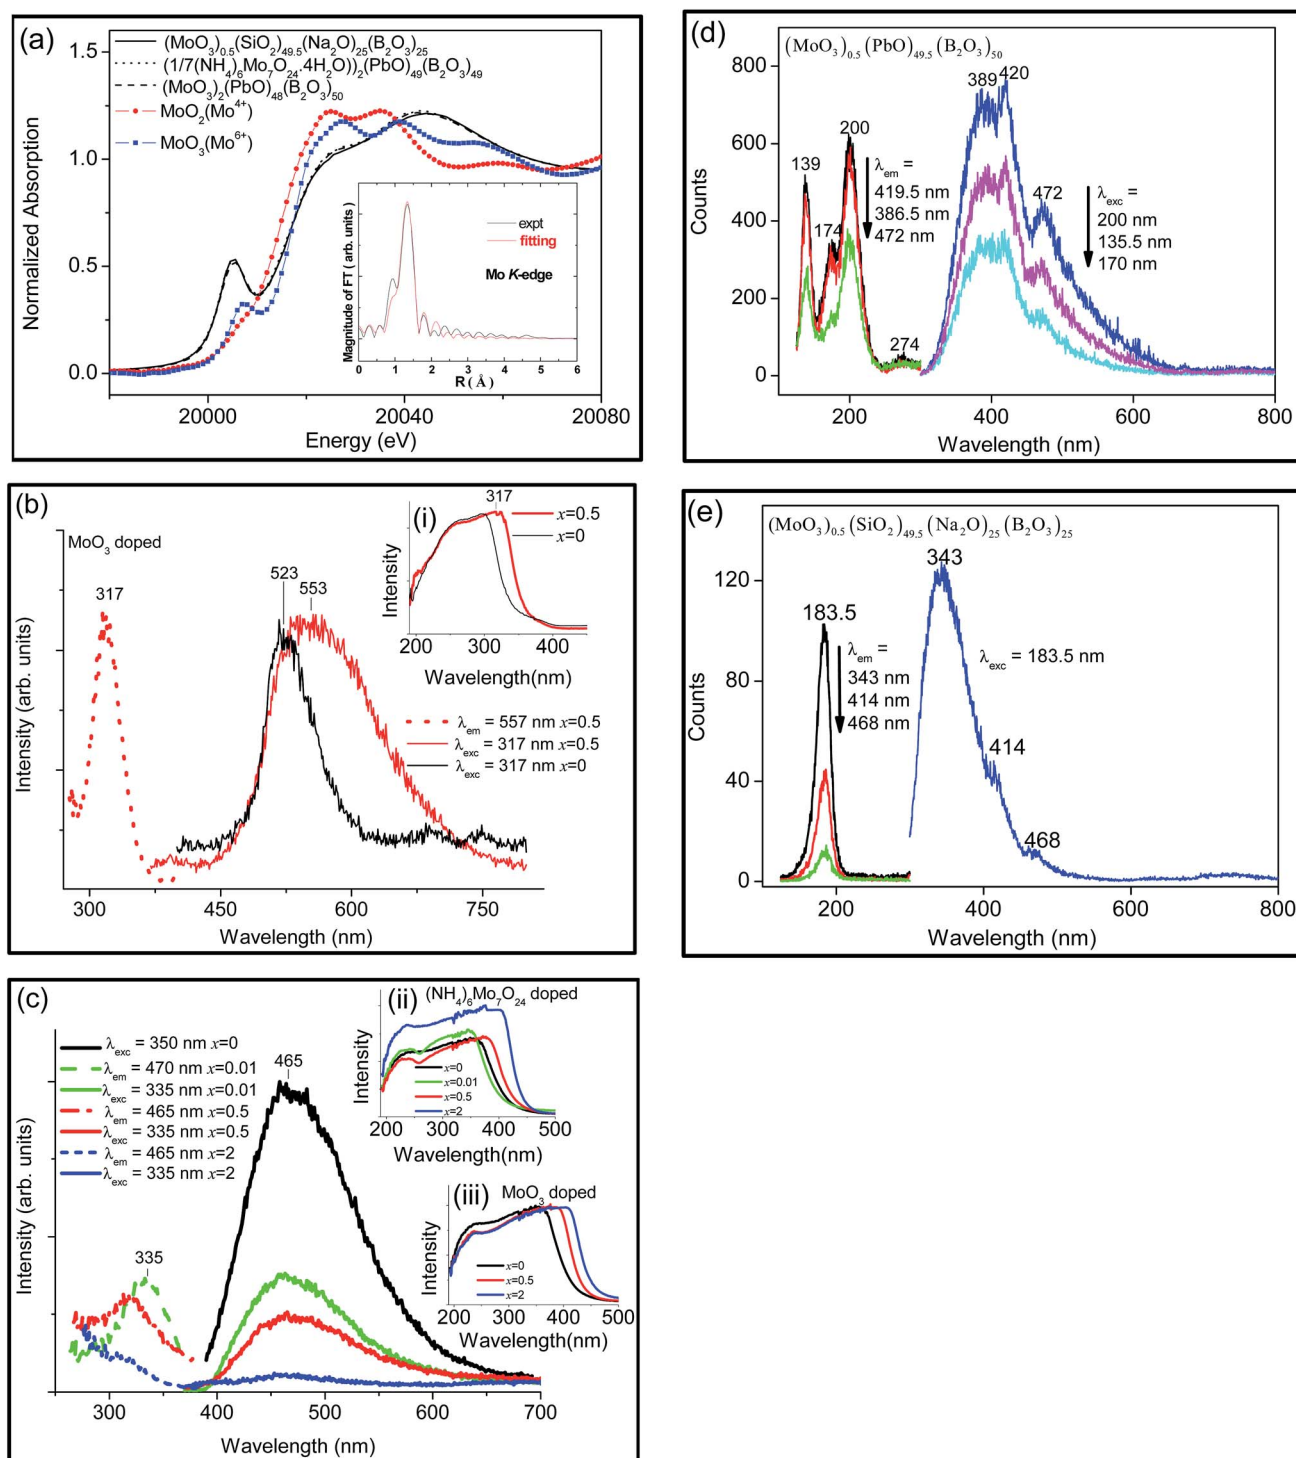 (a)
(MoO₃)₀.₅(SiO₂)₄₉.₅(Na₂O)₂₅(B₂O₃)₂₅
(1/7(NH₄)₆Mo₇O₂₄.4H₂O))₂(PbO)₄₉(B₂O₃)₄₉
(MoO₃)₂(PbO)₄₈(B₂O₃)₅₀
MoO₂(Mo⁴⁺)
MoO₃(Mo⁶⁺)
1.5
1.0
0.5
0.0
Normalized Absorption
20000
20040
20080
Energy (eV)
expt
fitting
Mo K-edge
Magnitude of FT (arb. units)
0 1 2 3 4 5 6
R(Å)
(b)
MoO₃ doped
317
523
553
Intensity (arb. units)
300 450 600 750
Wavelength (nm)
λem = 557 nm x=0.5
λexc = 317 nm x=0.5
λexc = 317 nm x=0
(i)
317
x=0.5
x=0
Intensity
200 300 400
Wavelength(nm)
(c)
λexc = 350 nm x=0
λem = 470 nm x=0.01
λexc = 335 nm x=0.01
λem = 465 nm x=0.5
λexc = 335 nm x=0.5
λem = 465 nm x=2
λexc = 335 nm x=2
465
335
Intensity (arb. units)
300 400 500 600 700
Wavelength (nm)
(ii) (NH₄)₆Mo₇O₂₄ doped
x=0
x=0.01
x=0.5
x=2
Intensity
200 300 400 500
Wavelength(nm)
(iii) MoO₃ doped
x=0
x=0.5
x=2
Intensity
200 300 400 500
Wavelength(nm)
(d)
(MoO₃)₀.₅(PbO)₄₉.₅(B₂O₃)₅₀
800
600
400
200
0
Counts
139
174
200
274
λem =
419.5 nm
386.5 nm
472 nm
389 420
472
λexc =
200 nm
135.5 nm
170 nm
200 400 600 800
Wavelength (nm)
(e)
(MoO₃)₀.₅(SiO₂)₄₉.₅(Na₂O)₂₅(B₂O₃)₂₅
120
80
40
0
Counts
183.5
λem =
343 nm
414 nm
468 nm
343
λexc = 183.5 nm
414
468
200 400 600 800
Wavelength (nm)